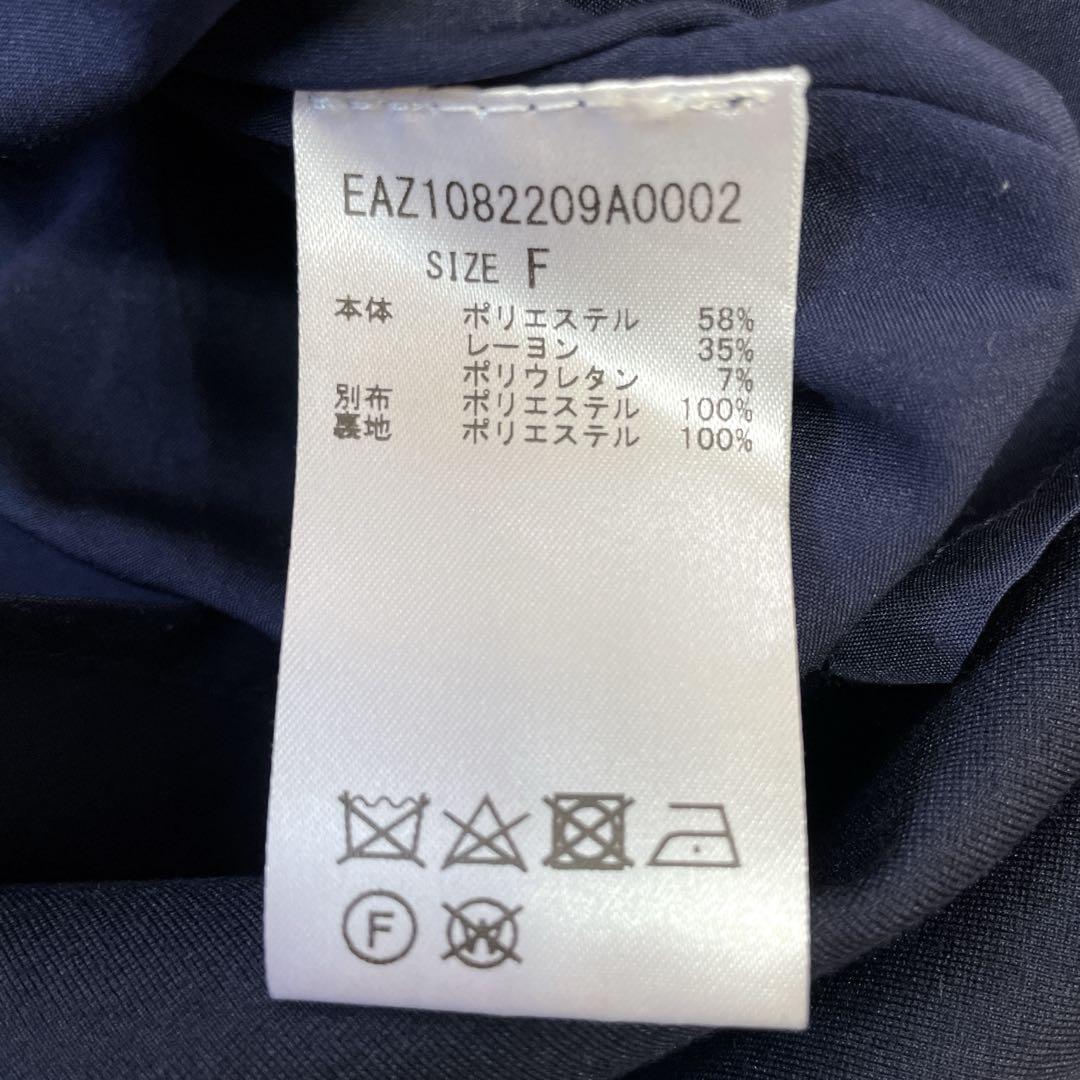 EAZ1082209A0002
SIZE F
本体 ポリエステル 58%
レーヨン 35%
ポリウレタン 7%
別布 ポリエステル 100%
裏地 ポリエステル 100%
F W